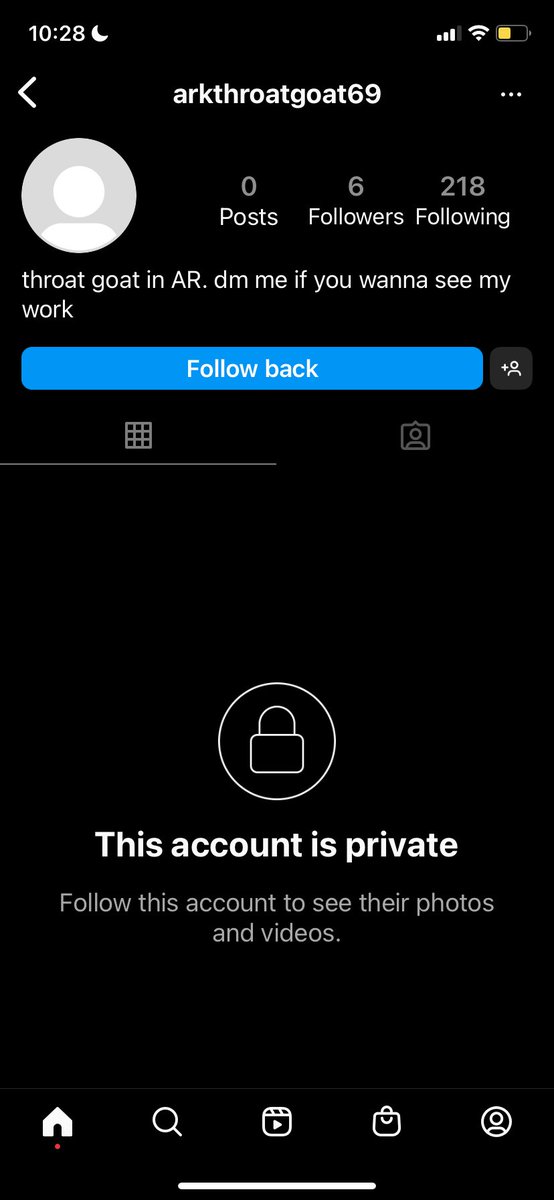 10:28
arkthroatgoat69
0 6 218
Posts Followers Following
throat goat in AR. dm me if you wanna see my
work
Follow back
This account is private
Follow this account to see their photos
and videos.